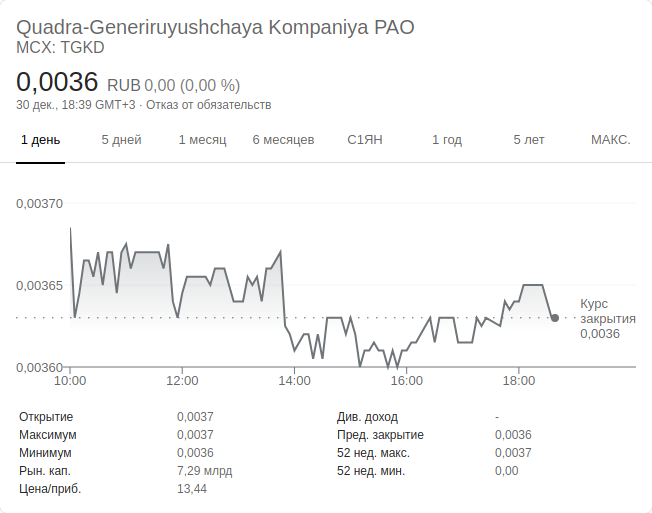 Quadra-Generiruyushchaya Kompaniya PAO
MCX: TGKD
0,0036 RUB 0,00 (0,00 %)
30 дек., 18:39 GMT+3 · Отказ от обязательств
1 день 5 дней 1 месяц 6 месяцев С1ЯН 1 год 5 лет МАКС.
0,00370
0,00365
Курс
закрытия
0,0036
0,00360
10:00 12:00 14:00 16:00 18:00
Открытие 0,0037 Див. доход -
Максимум 0,0037 Пред. закрытие 0,0036
Минимум 0,0036 52 нед. макс. 0,0037
Рын. кап. 7,29 млрд 52 нед. мин. 0,00
Цена/приб. 13,44